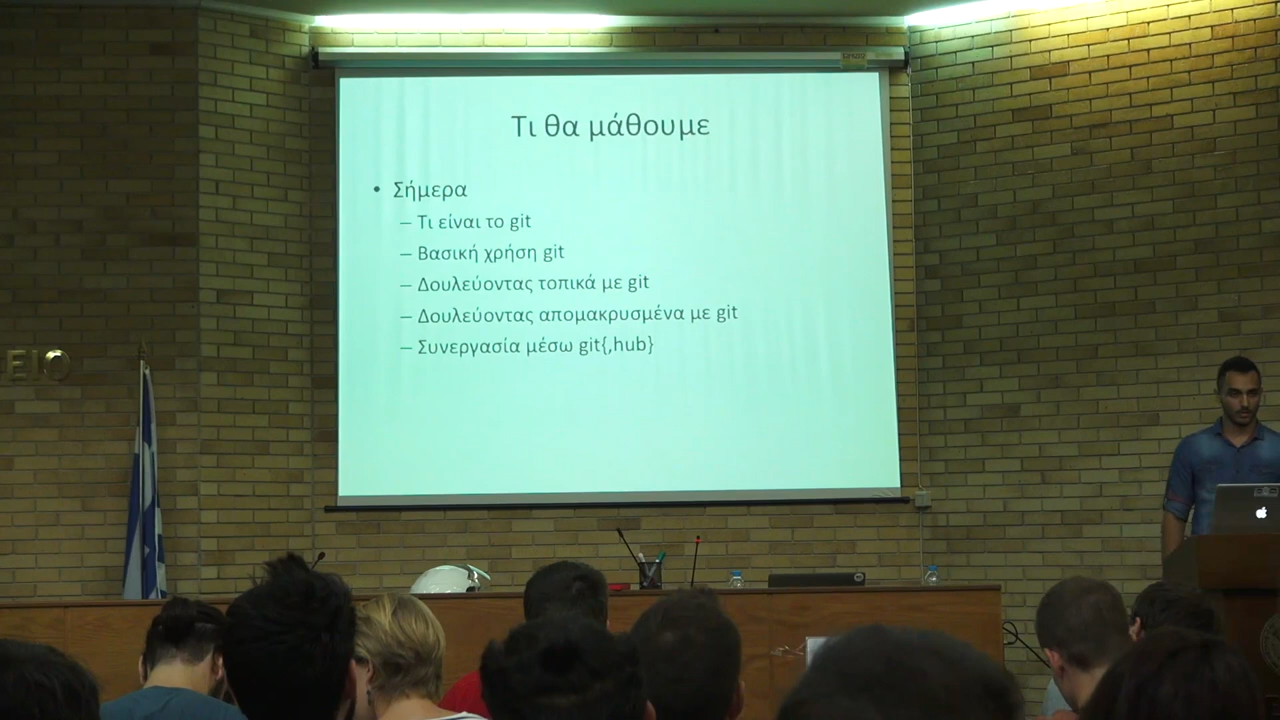 Τι θα μάθουμε
• Σήμερα
– Τι είναι το git
– Βασική χρήση git
– Δουλεύοντας τοπικά με git
– Δουλεύοντας απομακρυσμένα με git
– Συνεργασία μέσω git{,hub}
ΕΙΟ